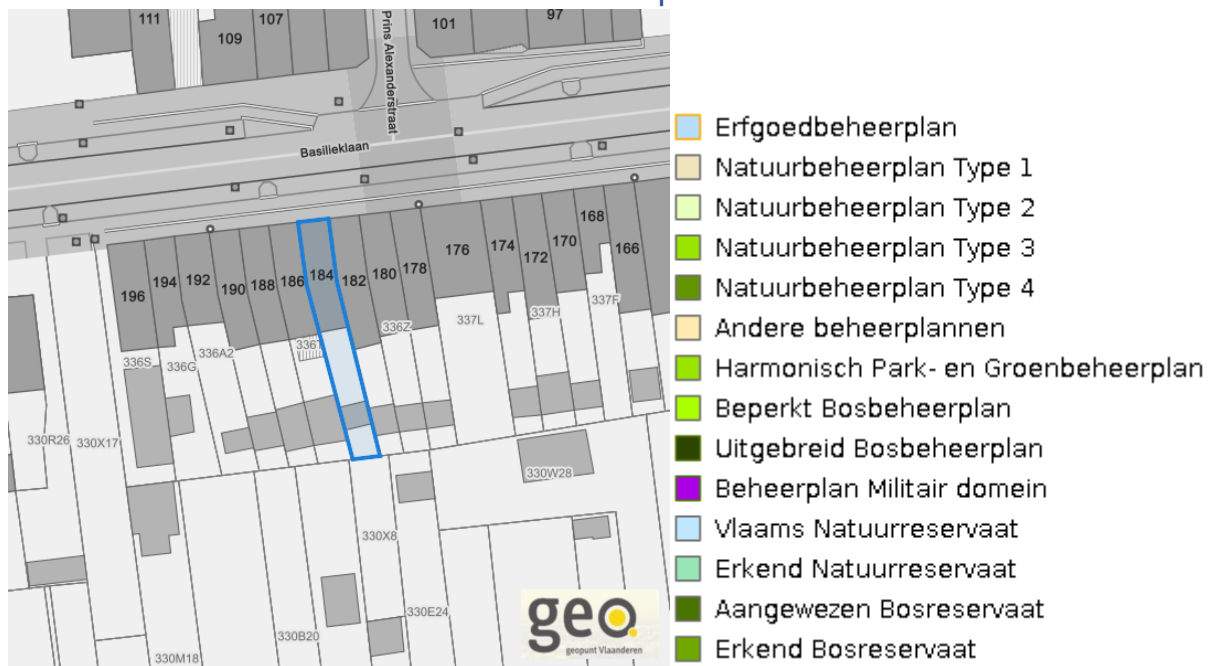 111
107
109
101
97
Prins Alexanderstraat
Basilieklaan
196
194
192
190
188
186
184
182
180
178
176
174
172
170
168
166
336S
336G
336A2
336T
336Z
337L
337H
337F
330R26
330X17
330W28
330X8
330E24
330B20
330M18
geo.
geopunt Vlaanderen
Erfgoedbeheerplan
Natuurbeheerplan Type 1
Natuurbeheerplan Type 2
Natuurbeheerplan Type 3
Natuurbeheerplan Type 4
Andere beheerplannen
Harmonisch Park- en Groenbeheerplan
Beperkt Bosbeheerplan
Uitgebreid Bosbeheerplan
Beheerplan Militair domein
Vlaams Natuurreservaat
Erkend Natuurreservaat
Aangewezen Bosreservaat
Erkend Bosreservaat